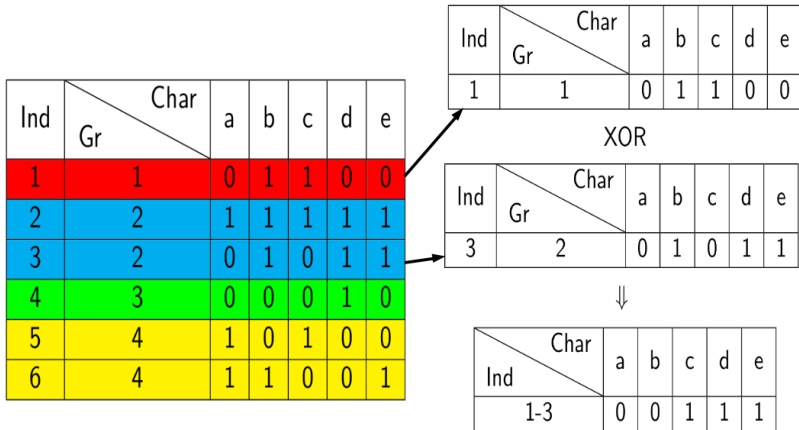 Ind Gr Char a b c d e
1 1 0 1 1 0 0
2 2 1 1 1 1 1
3 2 0 1 0 1 1
4 3 0 0 0 1 0
5 4 1 0 1 0 0
6 4 1 1 0 0 1
Ind Gr Char a b c d e
1 1 0 1 1 0 0
XOR
Ind Gr Char a b c d e
3 2 0 1 0 1 1
⇓
Ind Char a b c d e
1-3 0 0 1 1 1